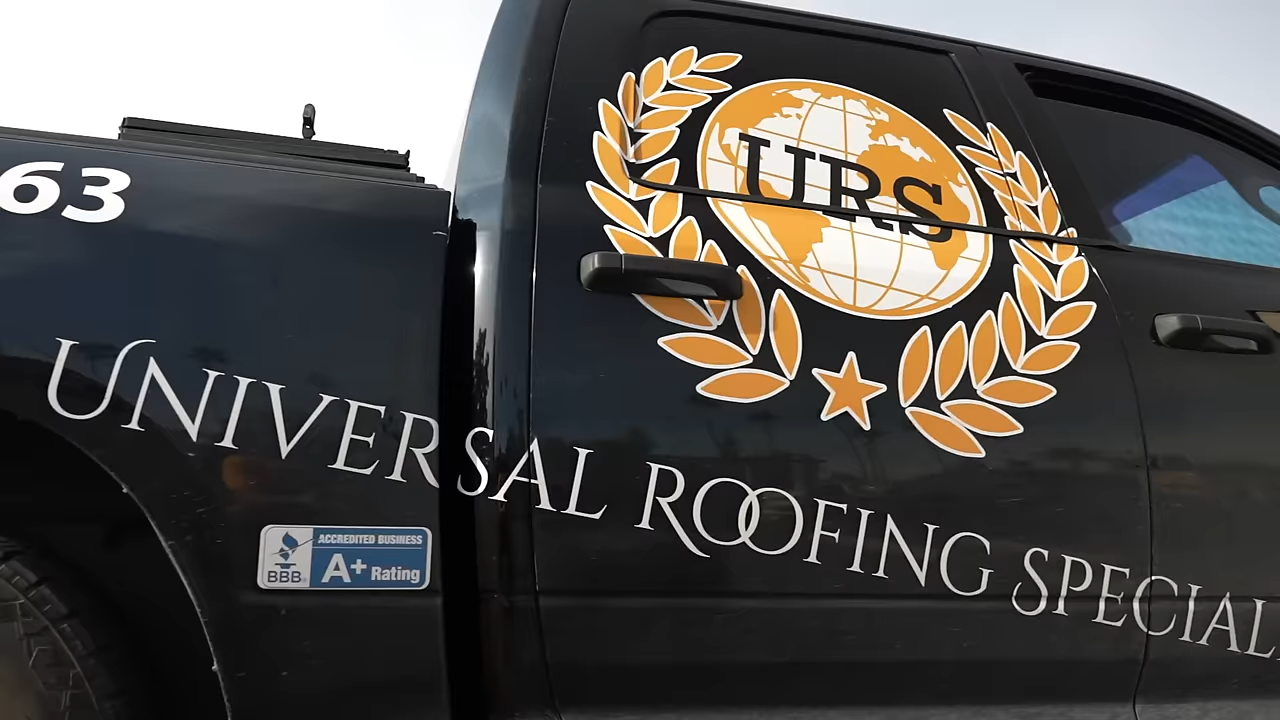 63
URS
UNIVERSAL ROOFING SPECIAL
ACCREDITED BUSINESS
BBB
A+ Rating